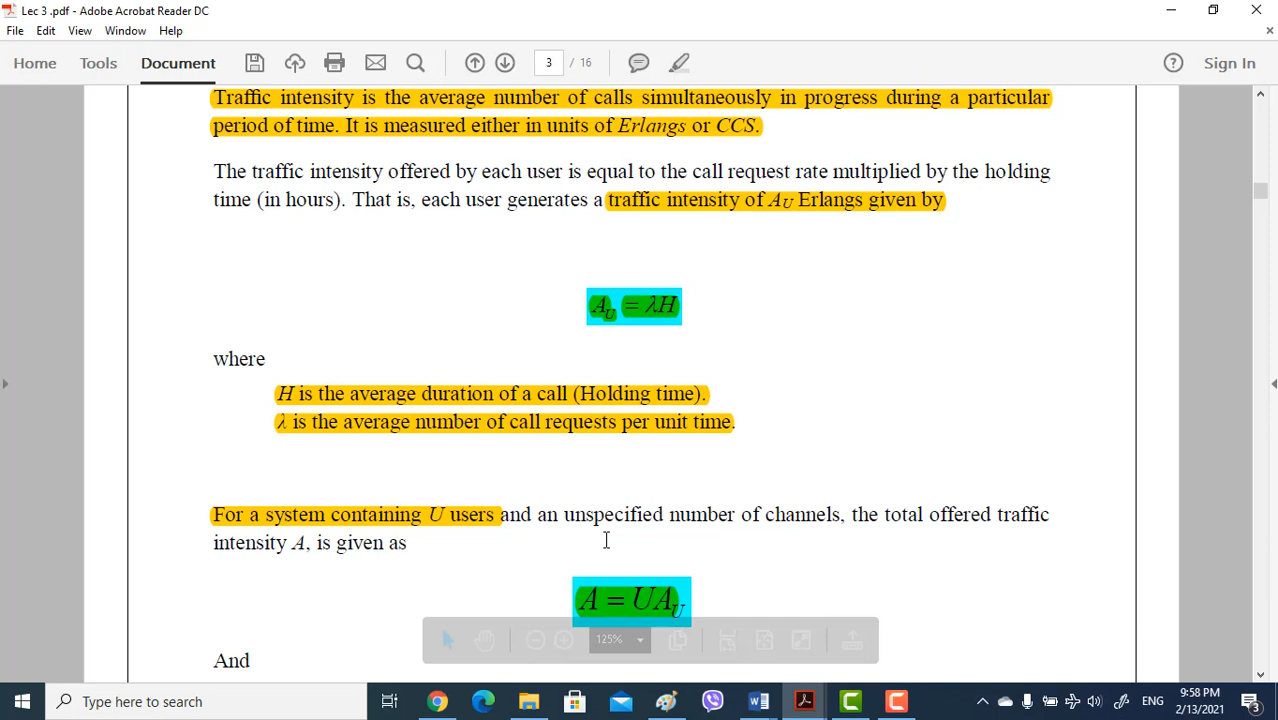 Lec 3 .pdf - Adobe Acrobat Reader DC
File Edit View Window Help
Home Tools Document 3 / 16 Sign In
Traffic intensity is the average number of calls simultaneously in progress during a particular
period of time. It is measured either in units of Erlangs or CCS.
The traffic intensity offered by each user is equal to the call request rate multiplied by the holding
time (in hours). That is, each user generates a traffic intensity of A_U Erlangs given by
A_U = λH
where
H is the average duration of a call (Holding time).
λ is the average number of call requests per unit time.
For a system containing U users and an unspecified number of channels, the total offered traffic
intensity A, is given as
A = UA_U
125%
And
Type here to search
ENG
9:58 PM
2/13/2021
3